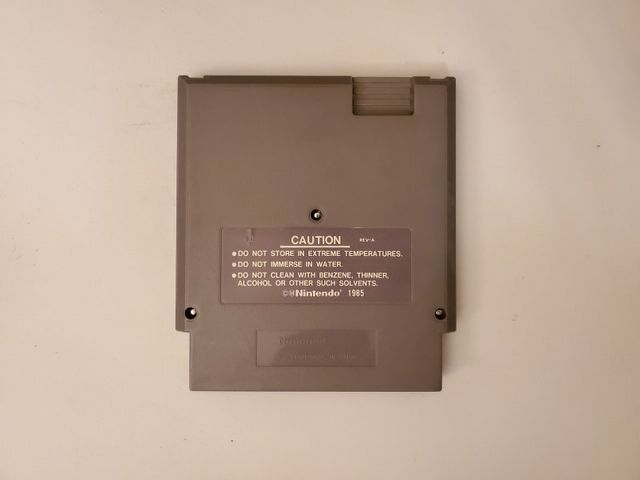 CAUTION REV-A
•DO NOT STORE IN EXTREME TEMPERATURES.
•DO NOT IMMERSE IN WATER.
•DO NOT CLEAN WITH BENZENE, THINNER,
ALCOHOL OR OTHER SUCH SOLVENTS.
©Nintendo® 1985
Nintendo